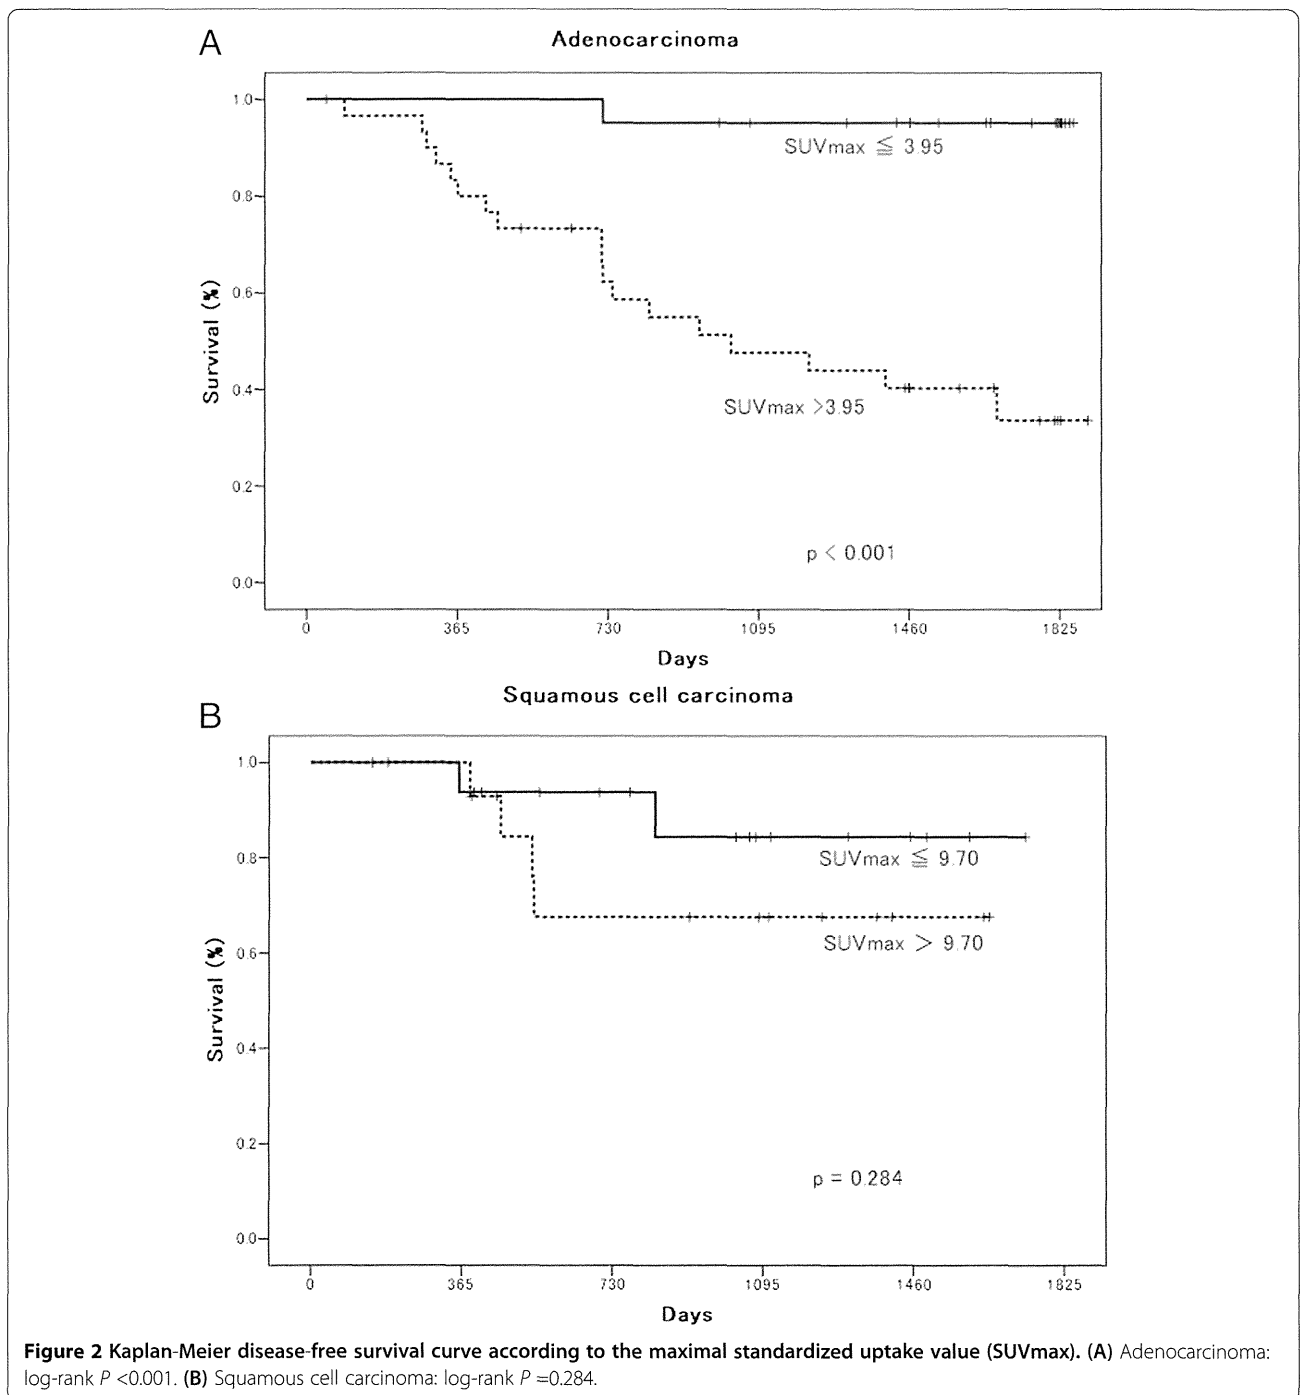 A
Adenocarcinoma
1.0
SUVmax ≦ 3.95
0.8
0.6
Survival (%)
0.4
SUVmax >3.95
0.2
p < 0.001
0.0
0 365 730 1095 1460 1825
Days
Squamous cell carcinoma
B
1.0
0.8
SUVmax ≦ 9.70
0.6
SUVmax > 9.70
Survival (%)
0.4
0.2
p = 0.284
0.0
0 365 730 1095 1460 1825
Days
Figure 2 Kaplan-Meier disease-free survival curve according to the maximal standardized uptake value (SUVmax). (A) Adenocarcinoma:
log-rank P <0.001. (B) Squamous cell carcinoma: log-rank P =0.284.